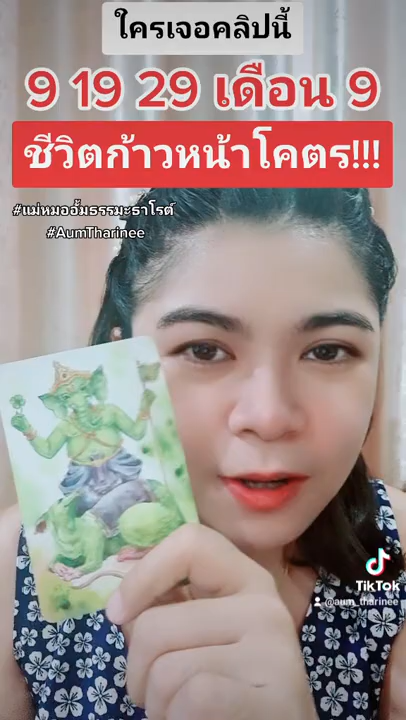 ใครเจอคลิปนี้
9 19 29 เดือน 9
ชีวิตก้าวหน้าโคตร!!!
#แม่หมออั้มธรรมะธาโรต์
#AumTharinee
TikTok
@aum_tharinee